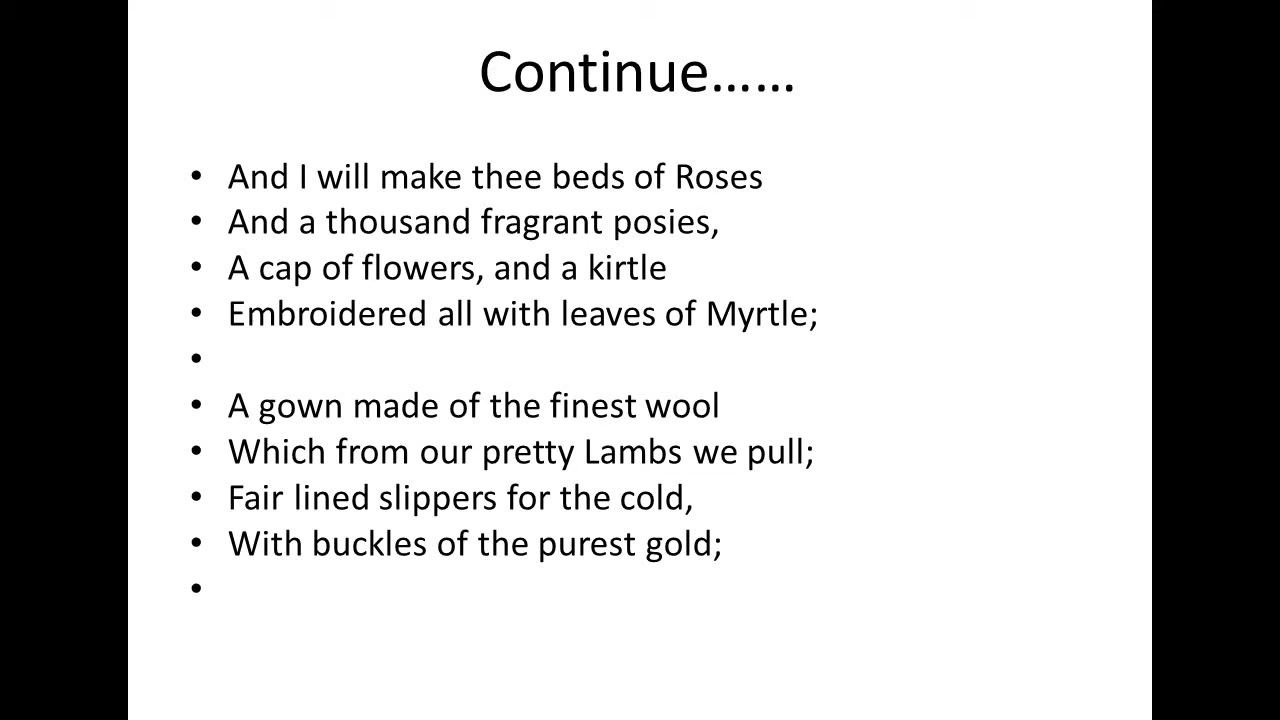 Continue……
• And I will make thee beds of Roses
• And a thousand fragrant posies,
• A cap of flowers, and a kirtle
• Embroidered all with leaves of Myrtle;
•
• A gown made of the finest wool
• Which from our pretty Lambs we pull;
• Fair lined slippers for the cold,
• With buckles of the purest gold;
•